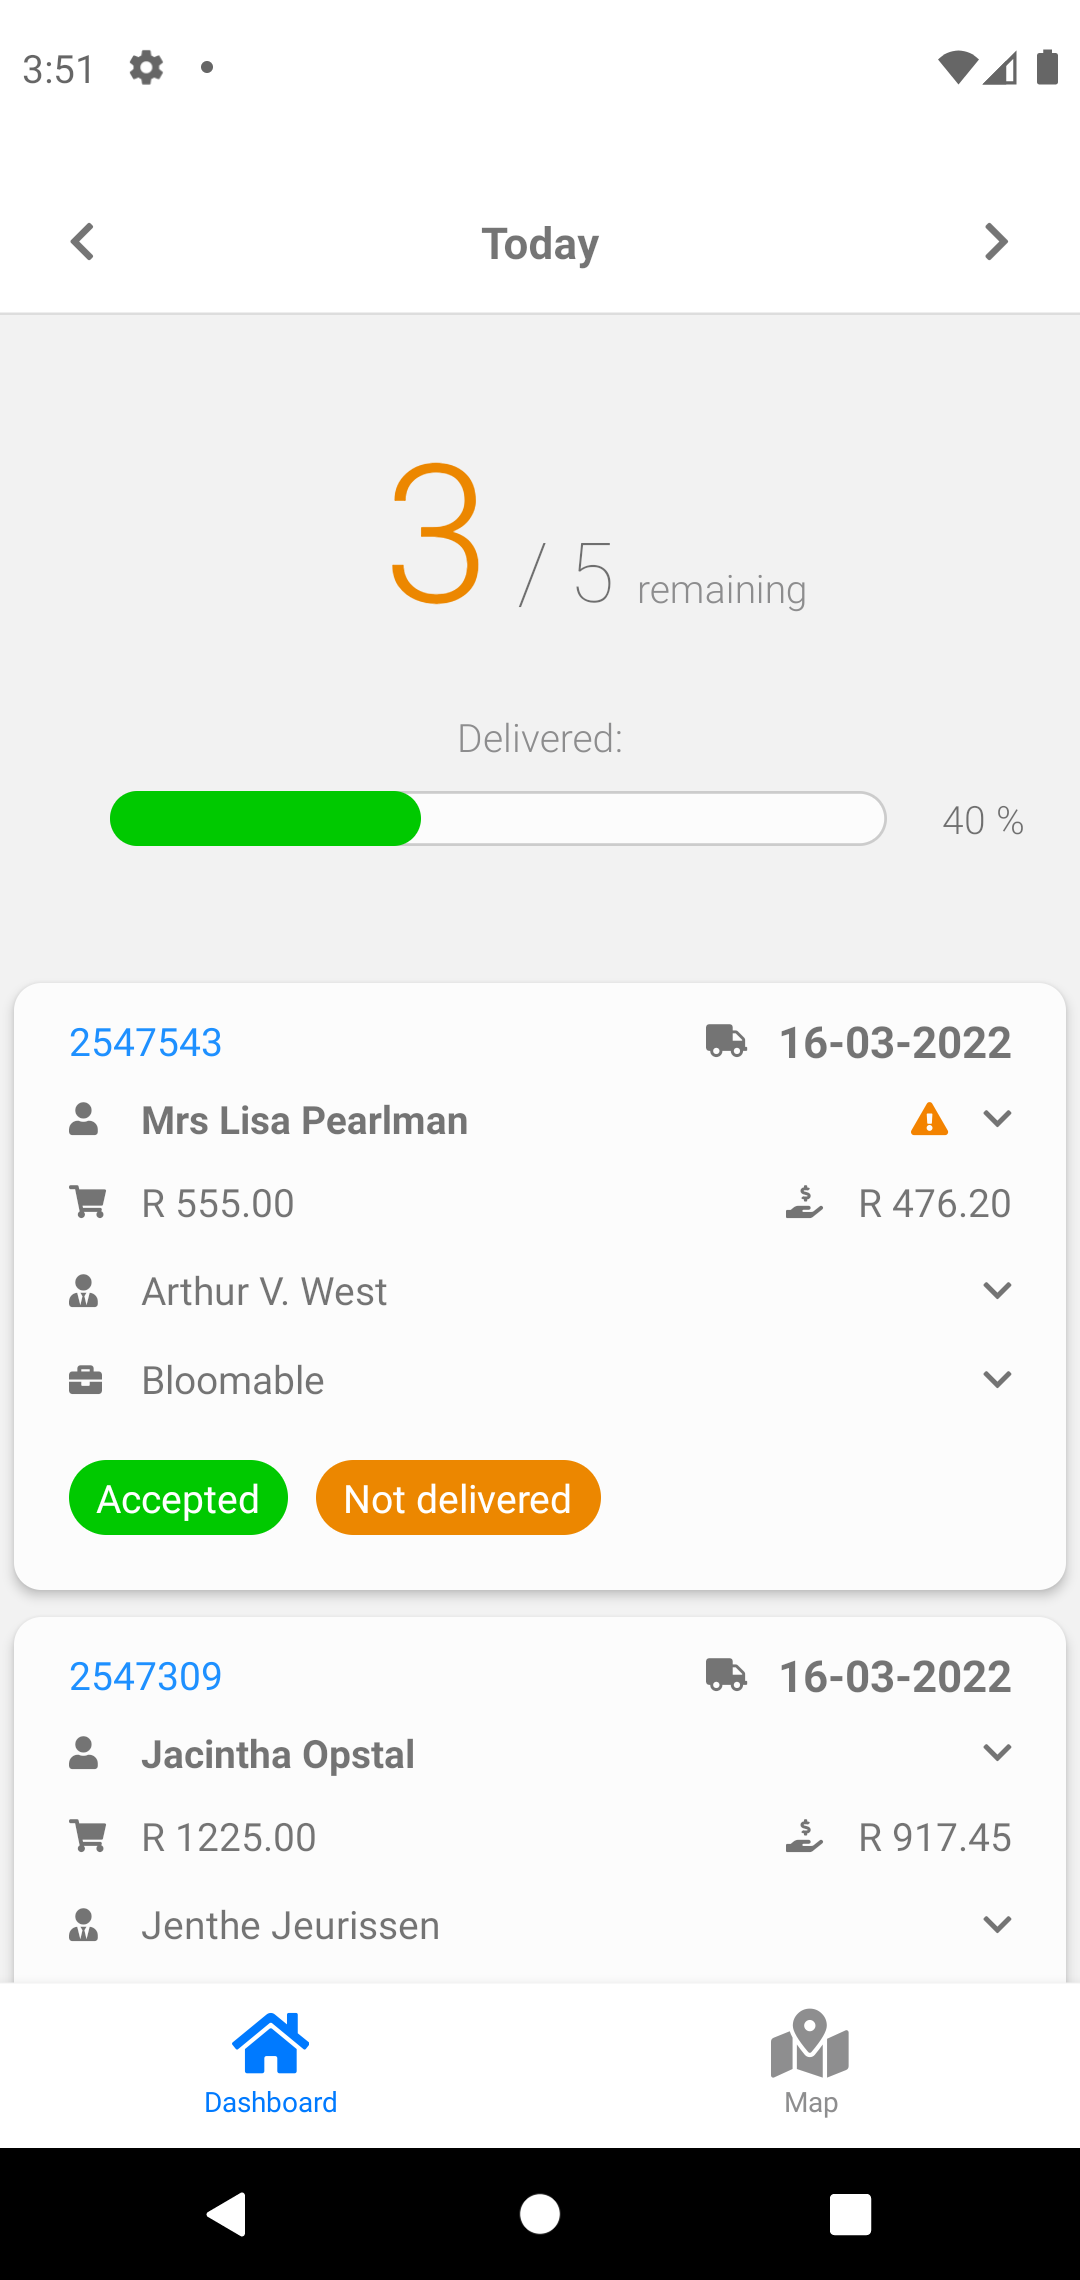 3:51
Today
3 / 5 remaining
Delivered:
40 %
2547543 16-03-2022
Mrs Lisa Pearlman
R 555.00 R 476.20
Arthur V. West
Bloomable
Accepted Not delivered
2547309 16-03-2022
Jacintha Opstal
R 1225.00 R 917.45
Jenthe Jeurissen
Dashboard Map